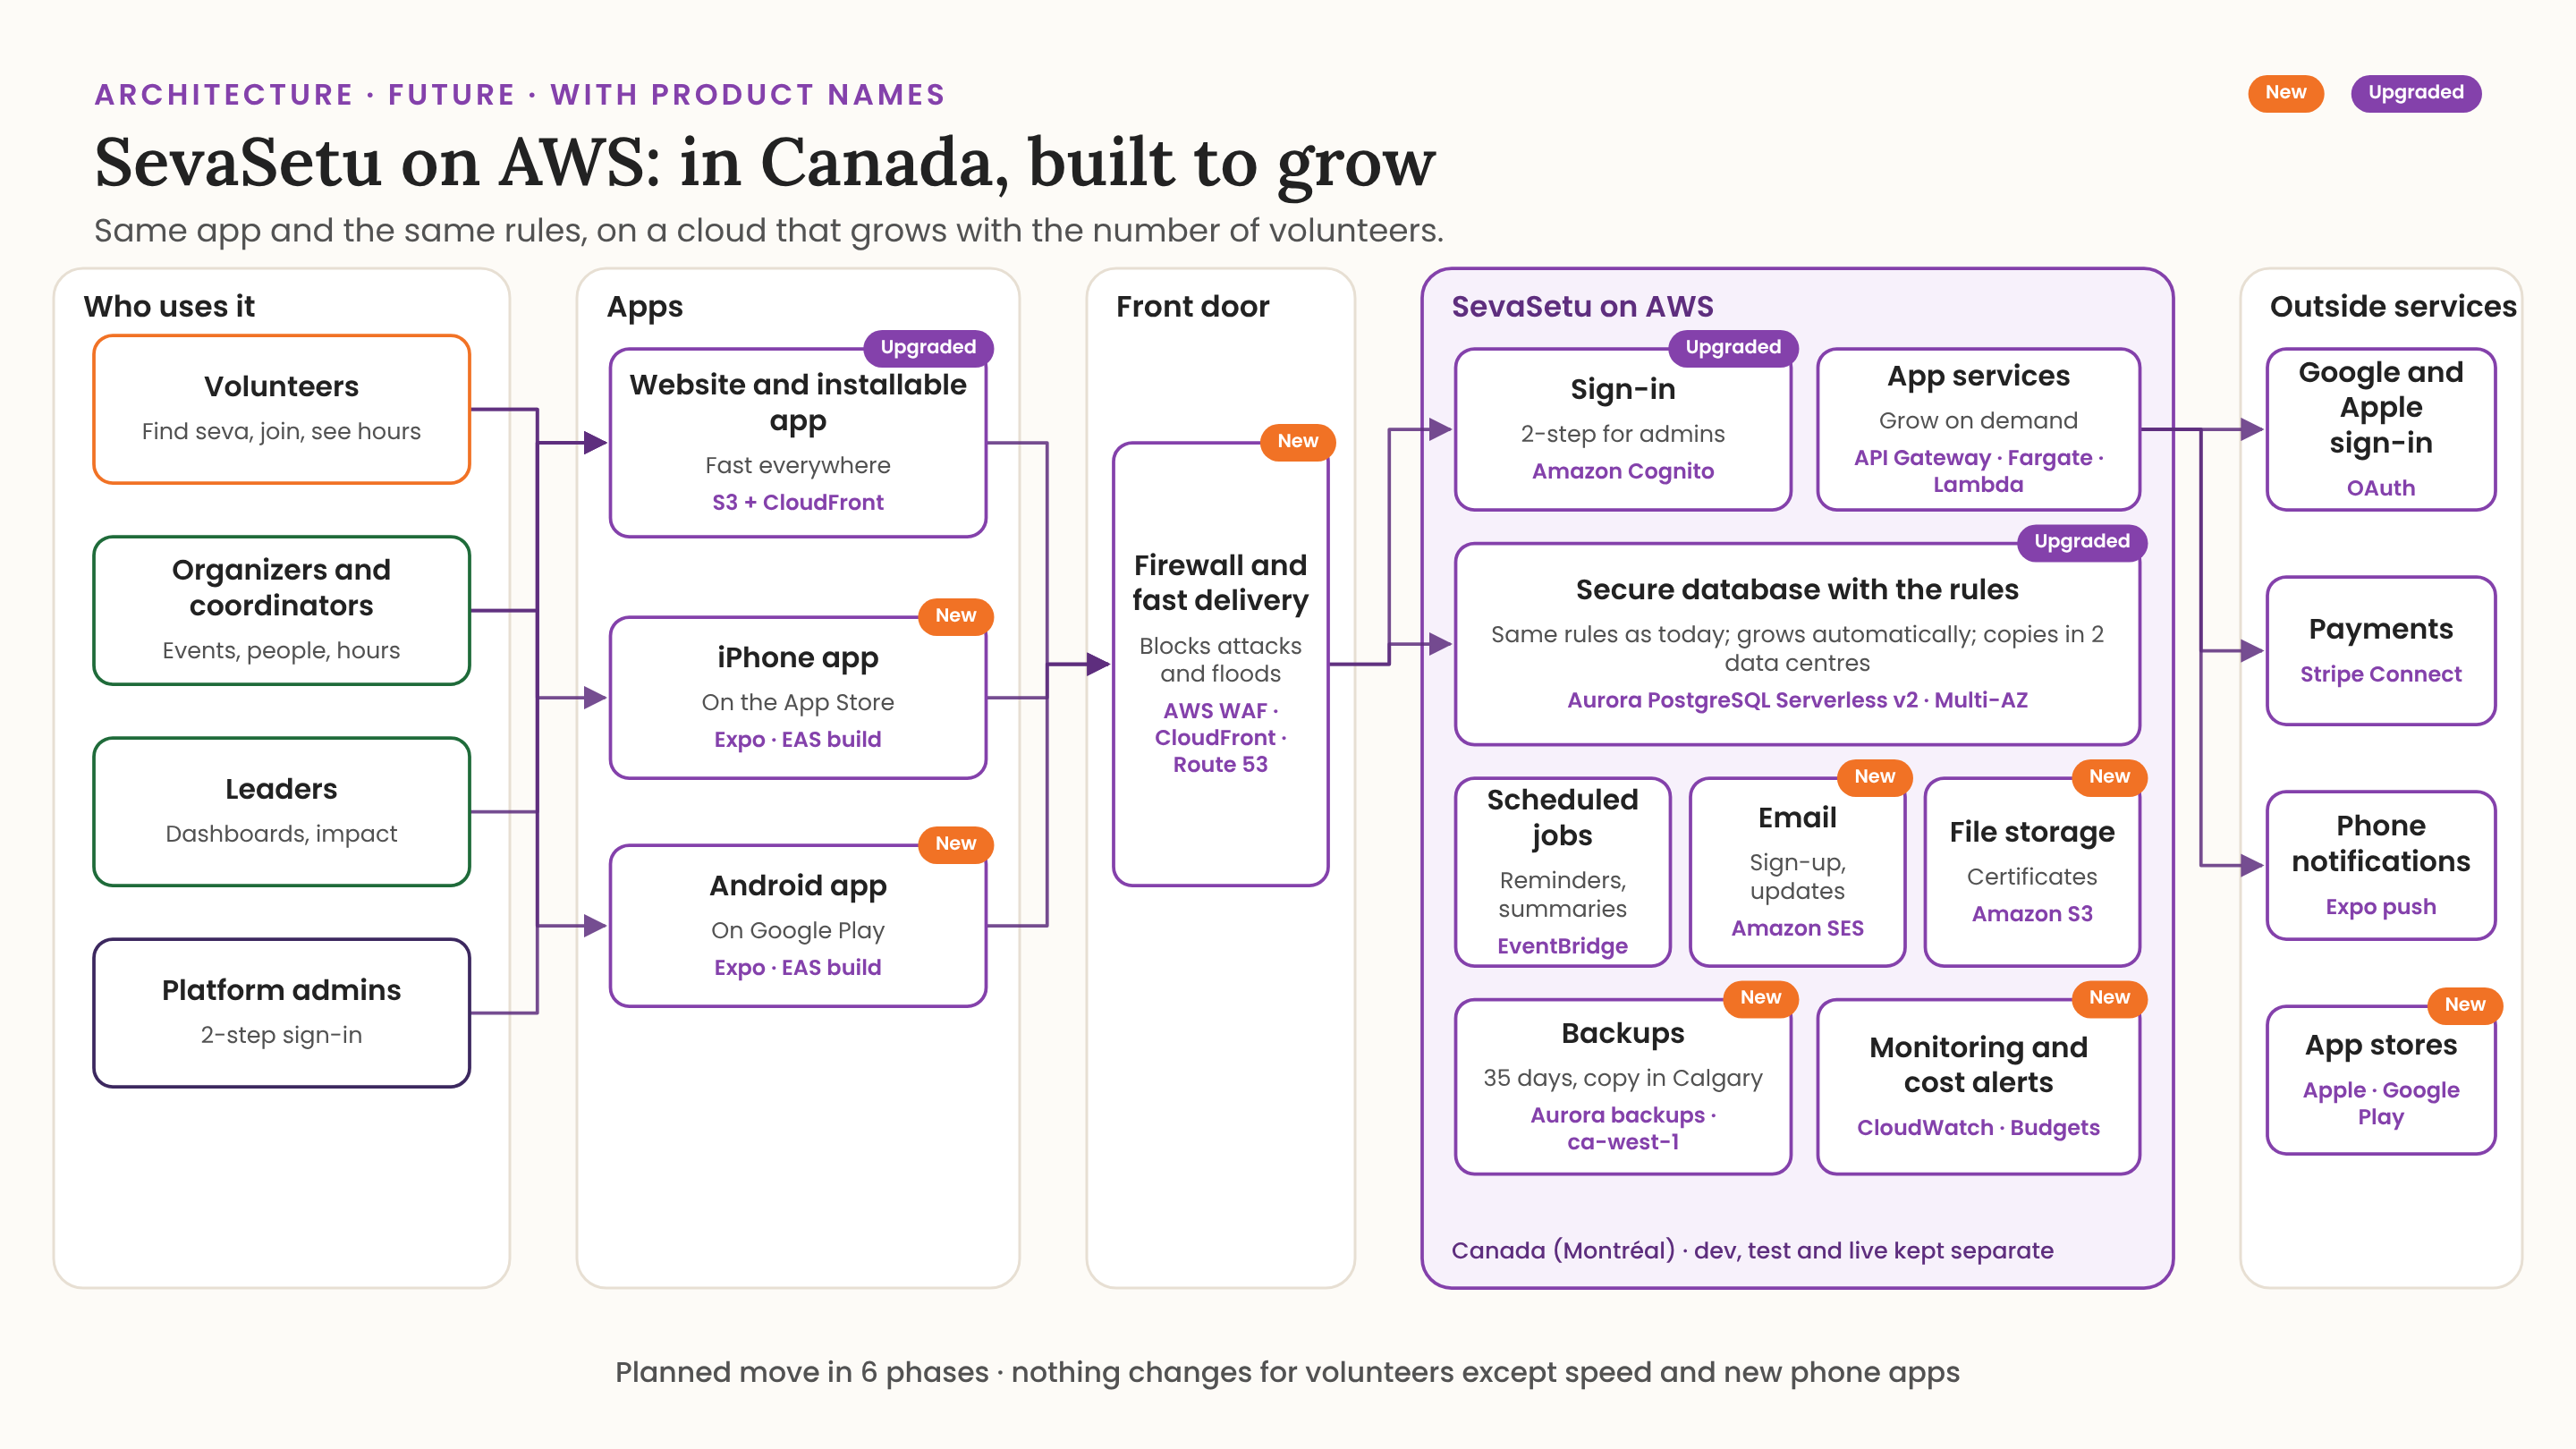 ARCHITECTURE · FUTURE · WITH PRODUCT NAMES
New
Upgraded
SevaSetu on AWS: in Canada, built to grow
Same app and the same rules, on a cloud that grows with the number of volunteers.
Who uses it
Volunteers
Find seva, join, see hours
Organizers and
coordinators
Events, people, hours
Leaders
Dashboards, impact
Platform admins
2-step sign-in
Apps
Upgraded
Website and installable
app
Fast everywhere
S3 + CloudFront
New
iPhone app
On the App Store
Expo · EAS build
New
Android app
On Google Play
Expo · EAS build
Front door
New
Firewall and
fast delivery
Blocks attacks
and floods
AWS WAF ·
CloudFront ·
Route 53
SevaSetu on AWS
Upgraded
Sign-in
2-step for admins
Amazon Cognito
App services
Grow on demand
API Gateway · Fargate ·
Lambda
Upgraded
Secure database with the rules
Same rules as today; grows automatically; copies in 2
data centres
Aurora PostgreSQL Serverless v2 · Multi-AZ
Scheduled
jobs
Reminders,
summaries
EventBridge
New
Email
Sign-up,
updates
Amazon SES
New
File storage
Certificates
Amazon S3
New
Backups
35 days, copy in Calgary
Aurora backups ·
ca-west-1
New
Monitoring and
cost alerts
CloudWatch · Budgets
Canada (Montréal) · dev, test and live kept separate
Outside services
Google and
Apple
sign-in
OAuth
Payments
Stripe Connect
Phone
notifications
Expo push
New
App stores
Apple · Google
Play
Planned move in 6 phases · nothing changes for volunteers except speed and new phone apps